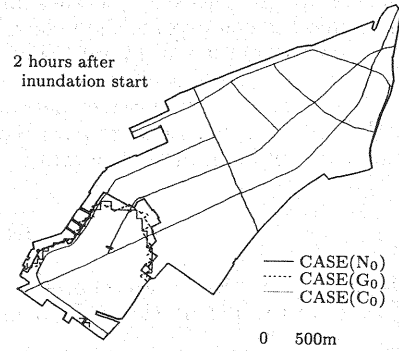 2 hours after
inundation start
CASE(N₀)
CASE(G₀)
CASE(C₀)
0 500m